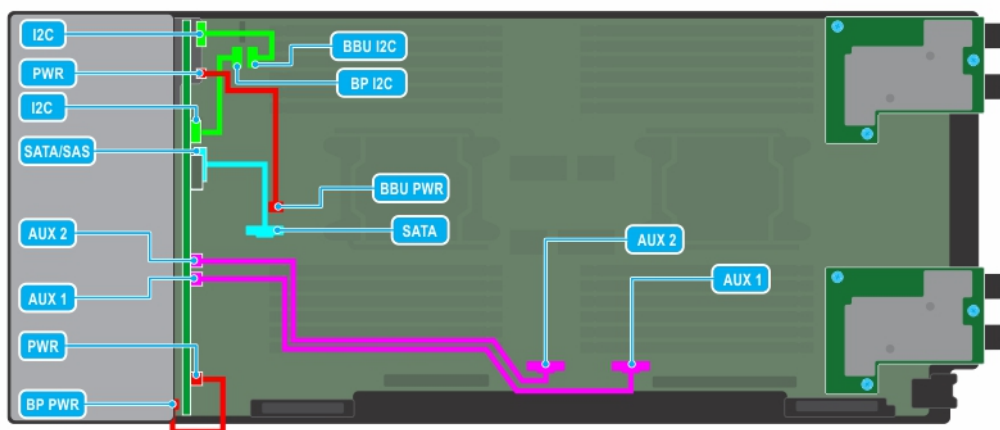 I2C
PWR
I2C
SATA/SAS
AUX 2
AUX 1
PWR
BP PWR
BBU I2C
BP I2C
BBU PWR
SATA
AUX 2
AUX 1